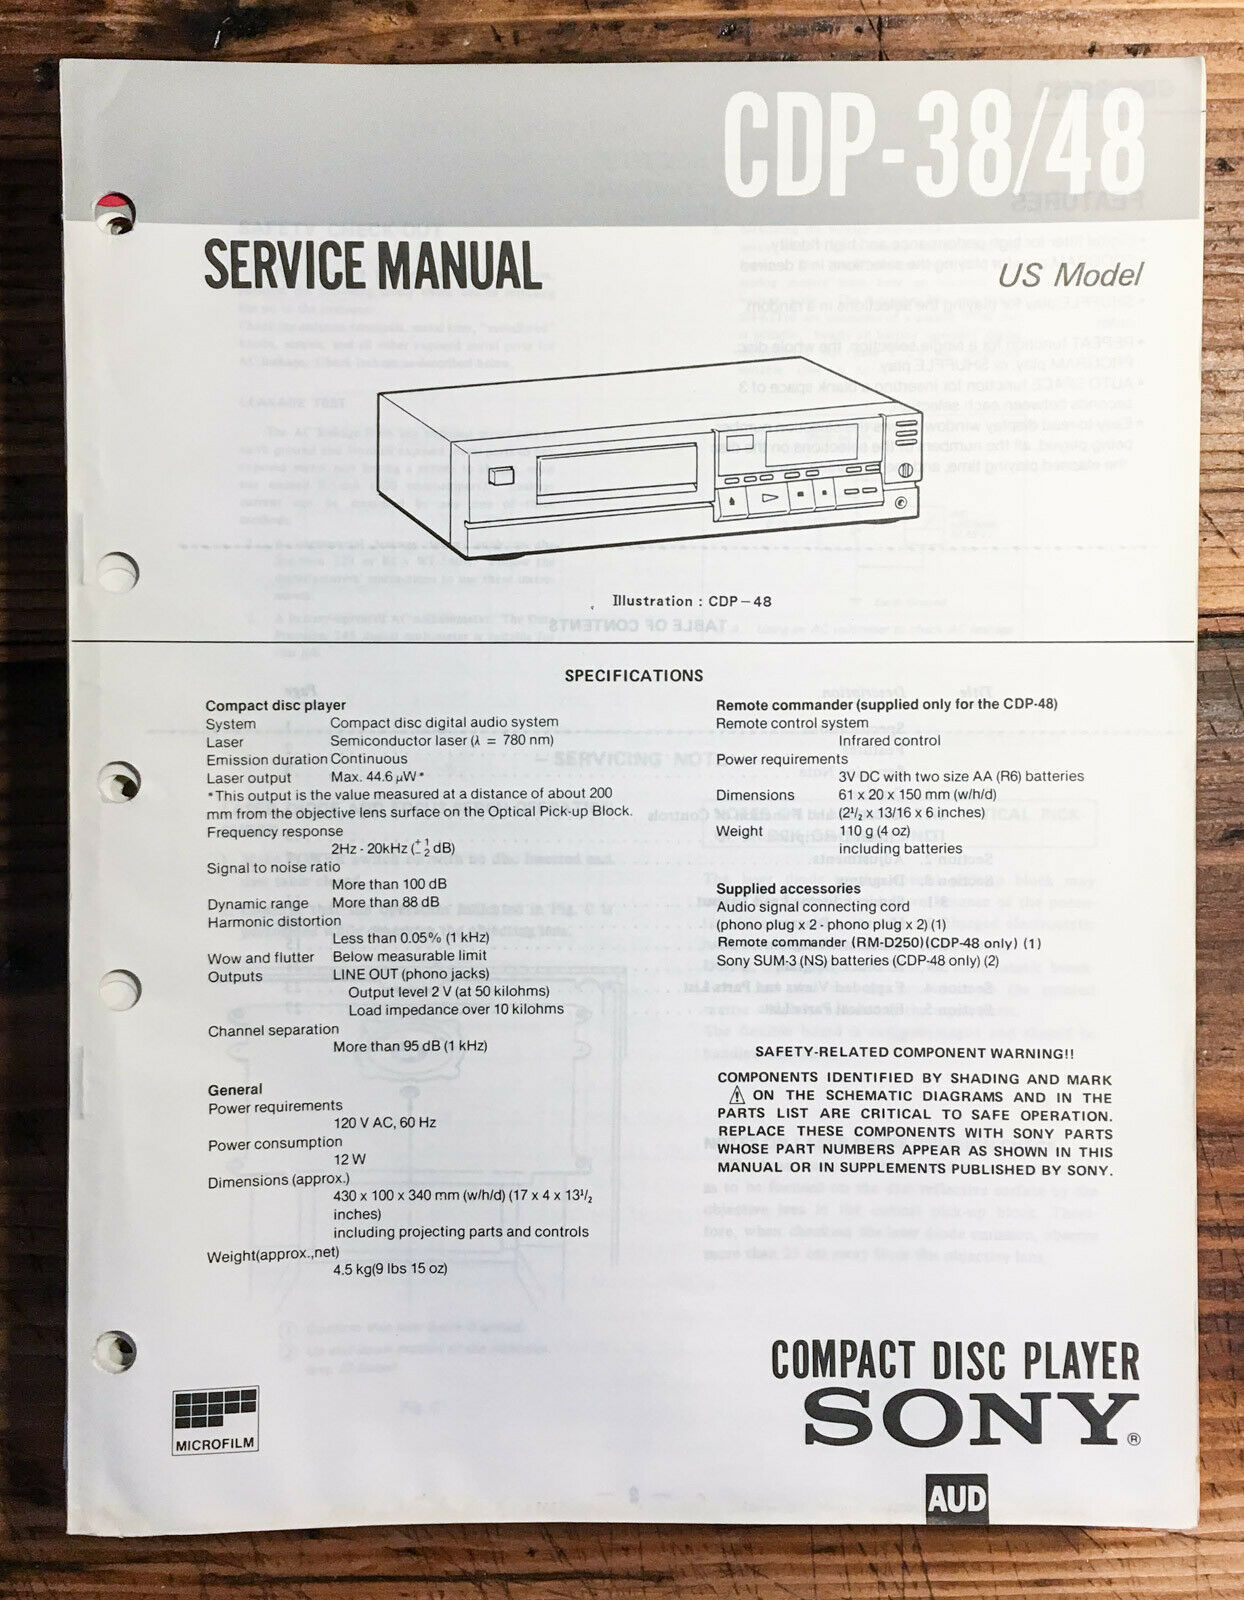 CDP-38/48
SERVICE MANUAL
US Model
Illustration : CDP-48
SPECIFICATIONS
Compact disc player
System Compact disc digital audio system
Laser Semiconductor laser (λ = 780 nm)
Emission duration Continuous
Laser output Max. 44.6 μW*
*This output is the value measured at a distance of about 200
mm from the objective lens surface on the Optical Pick-up Block.
Frequency response
2Hz - 20kHz (+1 −2 dB)
Signal to noise ratio
More than 100 dB
Dynamic range More than 88 dB
Harmonic distortion
Less than 0.05% (1 kHz)
Wow and flutter Below measurable limit
Outputs LINE OUT (phono jacks)
Output level 2 V (at 50 kilohms)
Load impedance over 10 kilohms
Channel separation
More than 95 dB (1 kHz)
General
Power requirements
120 V AC, 60 Hz
Power consumption
12 W
Dimensions (approx.)
430 x 100 x 340 mm (w/h/d) (17 x 4 x 13½
inches)
including projecting parts and controls
Weight(approx.,net)
4.5 kg(9 lbs 15 oz)
Remote commander (supplied only for the CDP-48)
Remote control system
Infrared control
Power requirements
3V DC with two size AA (R6) batteries
Dimensions 61 x 20 x 150 mm (w/h/d)
(2½ x 13/16 x 6 inches)
Weight 110 g (4 oz)
including batteries
Supplied accessories
Audio signal connecting cord
(phono plug x 2 - phono plug x 2) (1)
Remote commander (RM-D250)(CDP-48 only) (1)
Sony SUM-3 (NS) batteries (CDP-48 only) (2)
SAFETY-RELATED COMPONENT WARNING!!
COMPONENTS IDENTIFIED BY SHADING AND MARK
⚠ ON THE SCHEMATIC DIAGRAMS AND IN THE
PARTS LIST ARE CRITICAL TO SAFE OPERATION.
REPLACE THESE COMPONENTS WITH SONY PARTS
WHOSE PART NUMBERS APPEAR AS SHOWN IN THIS
MANUAL OR IN SUPPLEMENTS PUBLISHED BY SONY.
COMPACT DISC PLAYER
SONY®
MICROFILM
AUD